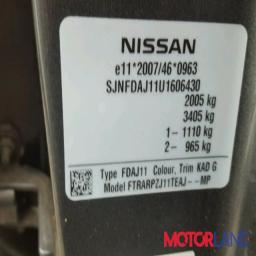 NISSAN
e11*2007/46*0963
SJNFDAJ11U1606430
2005 kg
3405 kg
1- 1110 kg
2- 965 kg
Type FDAJ11 Colour, Trim KAD G
Model FTRARPZJ11TEAJ--MP
MOTORLAND